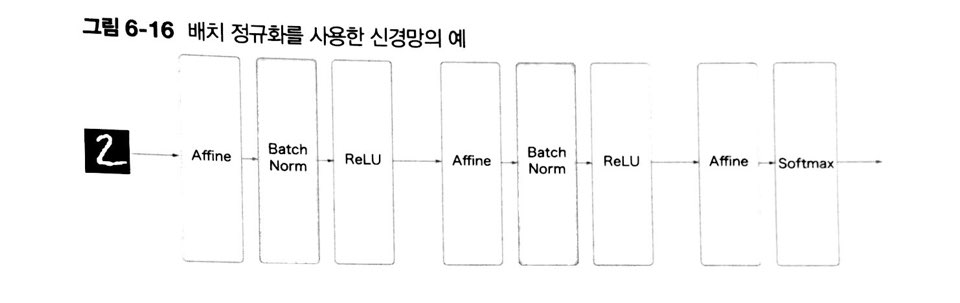 그림 6-16 배치 정규화를 사용한 신경망의 예
2
Affine
Batch
Norm
ReLU
Affine
Batch
Norm
ReLU
Affine
Softmax